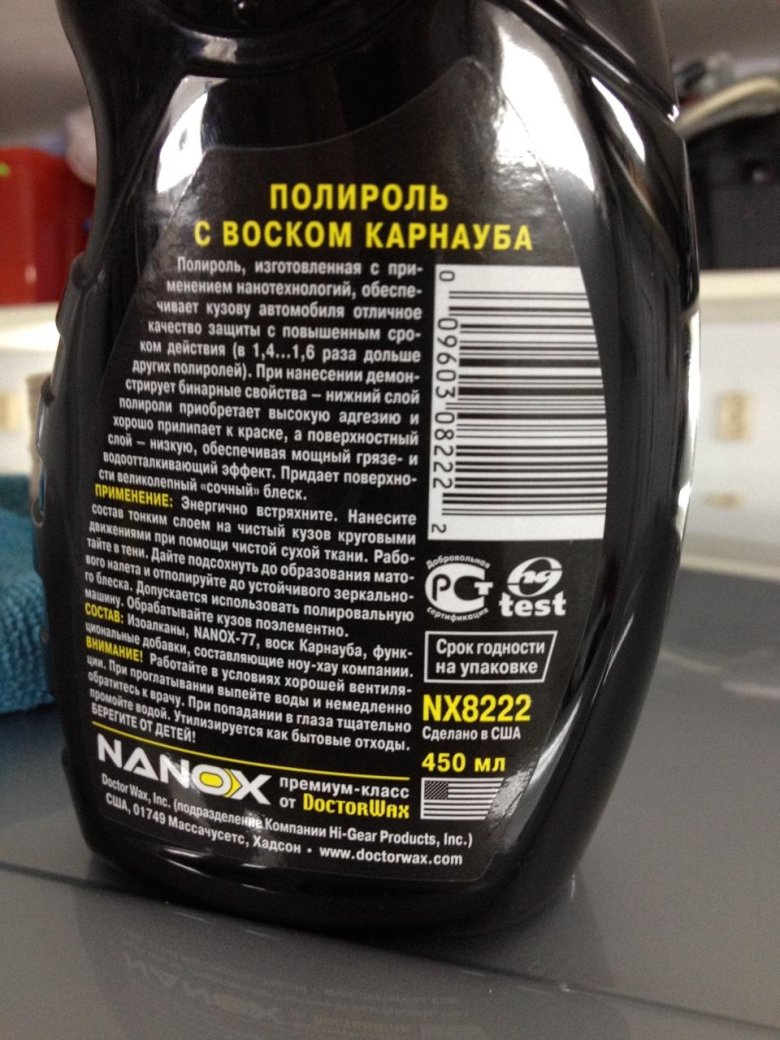 ПОЛИРОЛЬ
С ВОСКОМ КАРНАУБА
Полироль, изготовленная с при-
менением нанотехнологий, обеспе-
чивает кузову автомобиля отличное
качество защиты с повышенным сро-
ком действия (в 1,4...1,6 раза дольше
других полиролей). При нанесении демон-
стрирует бинарные свойства – нижний слой
полироли приобретает высокую адгезию и
хорошо прилипает к краске, а поверхностный
слой – низкую, обеспечивая мощный грязе- и
водоотталкивающий эффект. Придает поверхно-
сти великолепный «сочный» блеск.
ПРИМЕНЕНИЕ: Энергично встряхните. Нанесите
состав тонким слоем на чистый кузов круговыми
движениями при помощи чистой сухой ткани. Рабо-
тайте в тени. Дайте подсохнуть до образования мато-
вого налета и отполируйте до устойчивого зеркально-
го блеска. Допускается использовать полировальную
машину. Обрабатывайте кузов поэлементно.
СОСТАВ: Изоалканы, NANOX-77, воск Карнауба, функ-
циональные добавки, составляющие ноу-хау компании.
ВНИМАНИЕ! Работайте в условиях хорошей вентиля-
ции. При проглатывании выпейте воды и немедленно
обратитесь к врачу. При попадании в глаза тщательно
промойте водой. Утилизируется как бытовые отходы.
БЕРЕГИТЕ ОТ ДЕТЕЙ!
0 09603 08222 2
Добровольная
РСТ
сертификация
test
Срок годности
на упаковке
NX8222
Сделано в США
450 мл
NANOX
премиум-класс
от DOCTORWAX
DoctorWax, Inc. (подразделение Компании Hi-Gear Products, Inc.)
США, 01749 Массачусетс, Хадсон • www.doctorwax.com